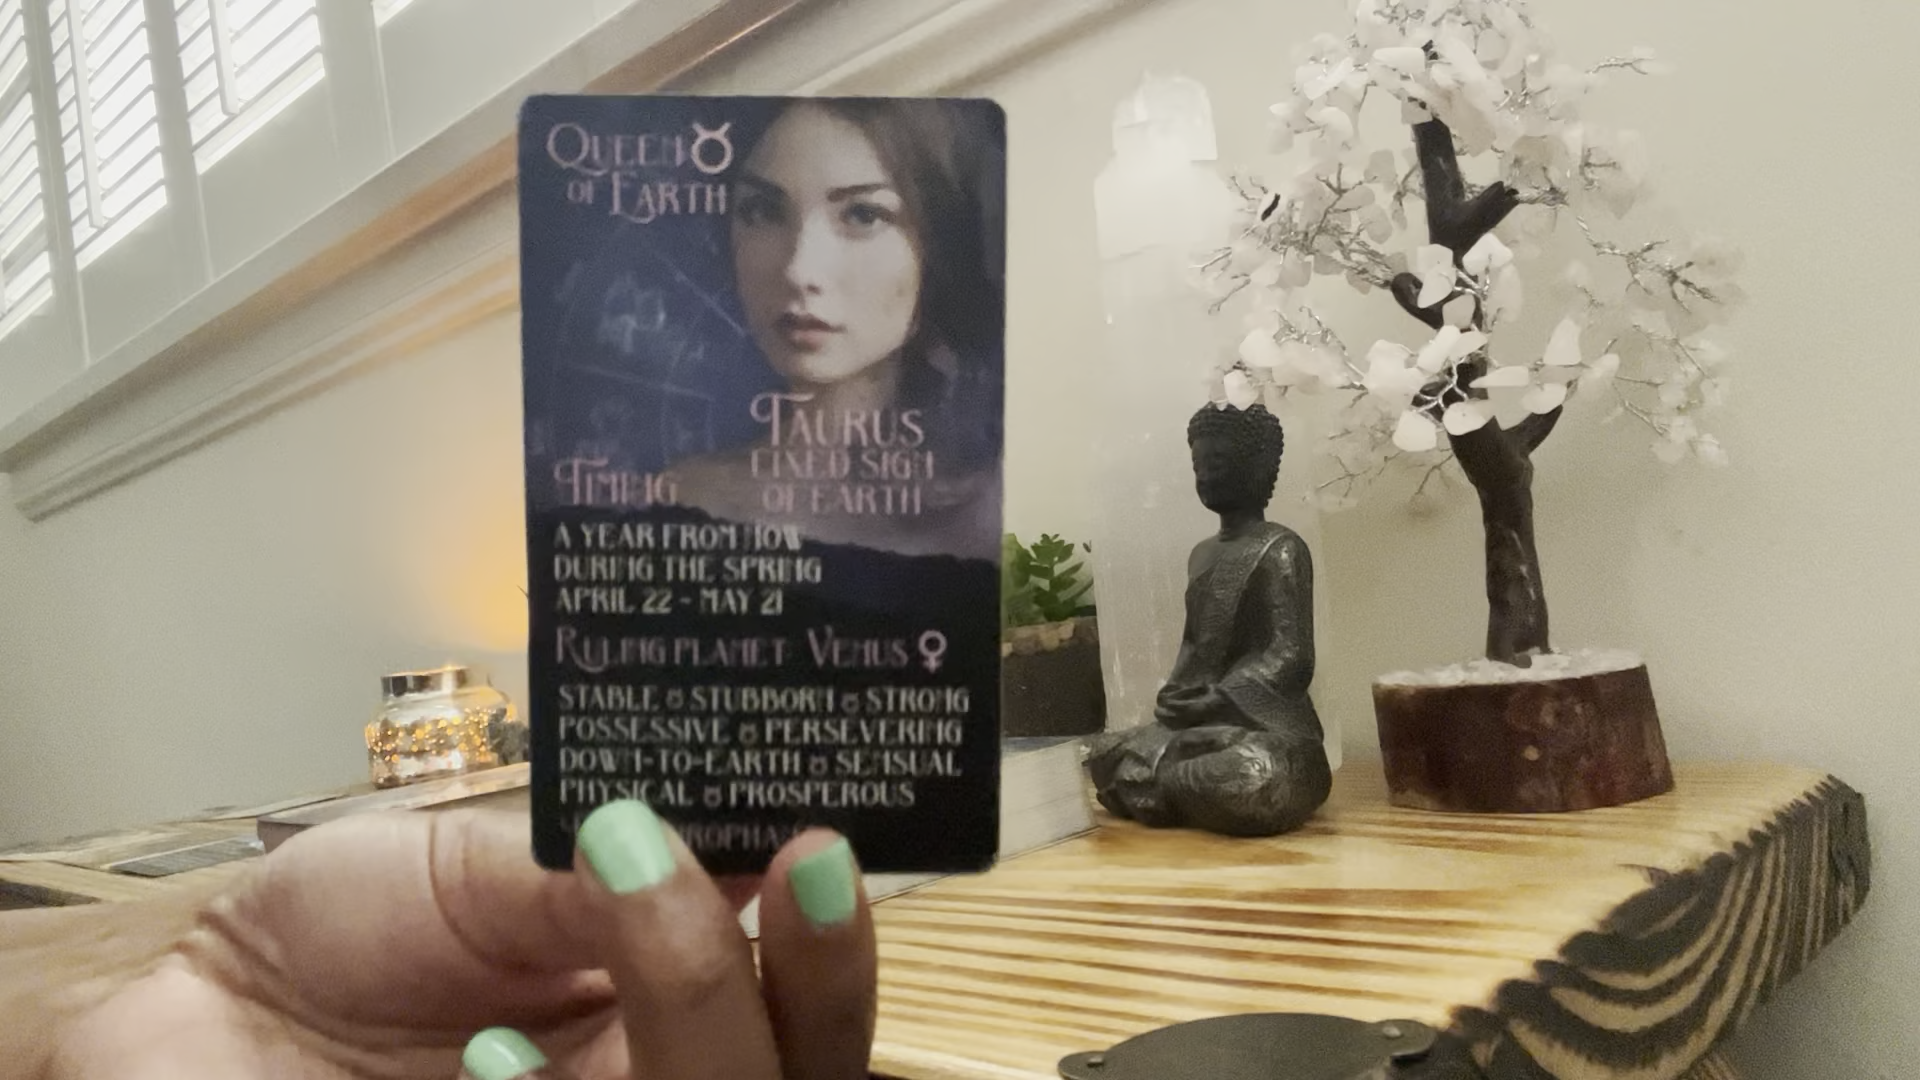 QUEEN ♉
OF EARTH
TAURUS
FIXED SIGN
OF EARTH
TIMING
A YEAR FROM NOW
DURING THE SPRING
APRIL 22 - MAY 21
RULING PLANET VENUS ♀
STABLE ♉ STUBBORN ♉ STRONG
POSSESSIVE ♉ PERSEVERING
DOWN-TO-EARTH ♉ SENSUAL
PHYSICAL ♉ PROSPEROUS